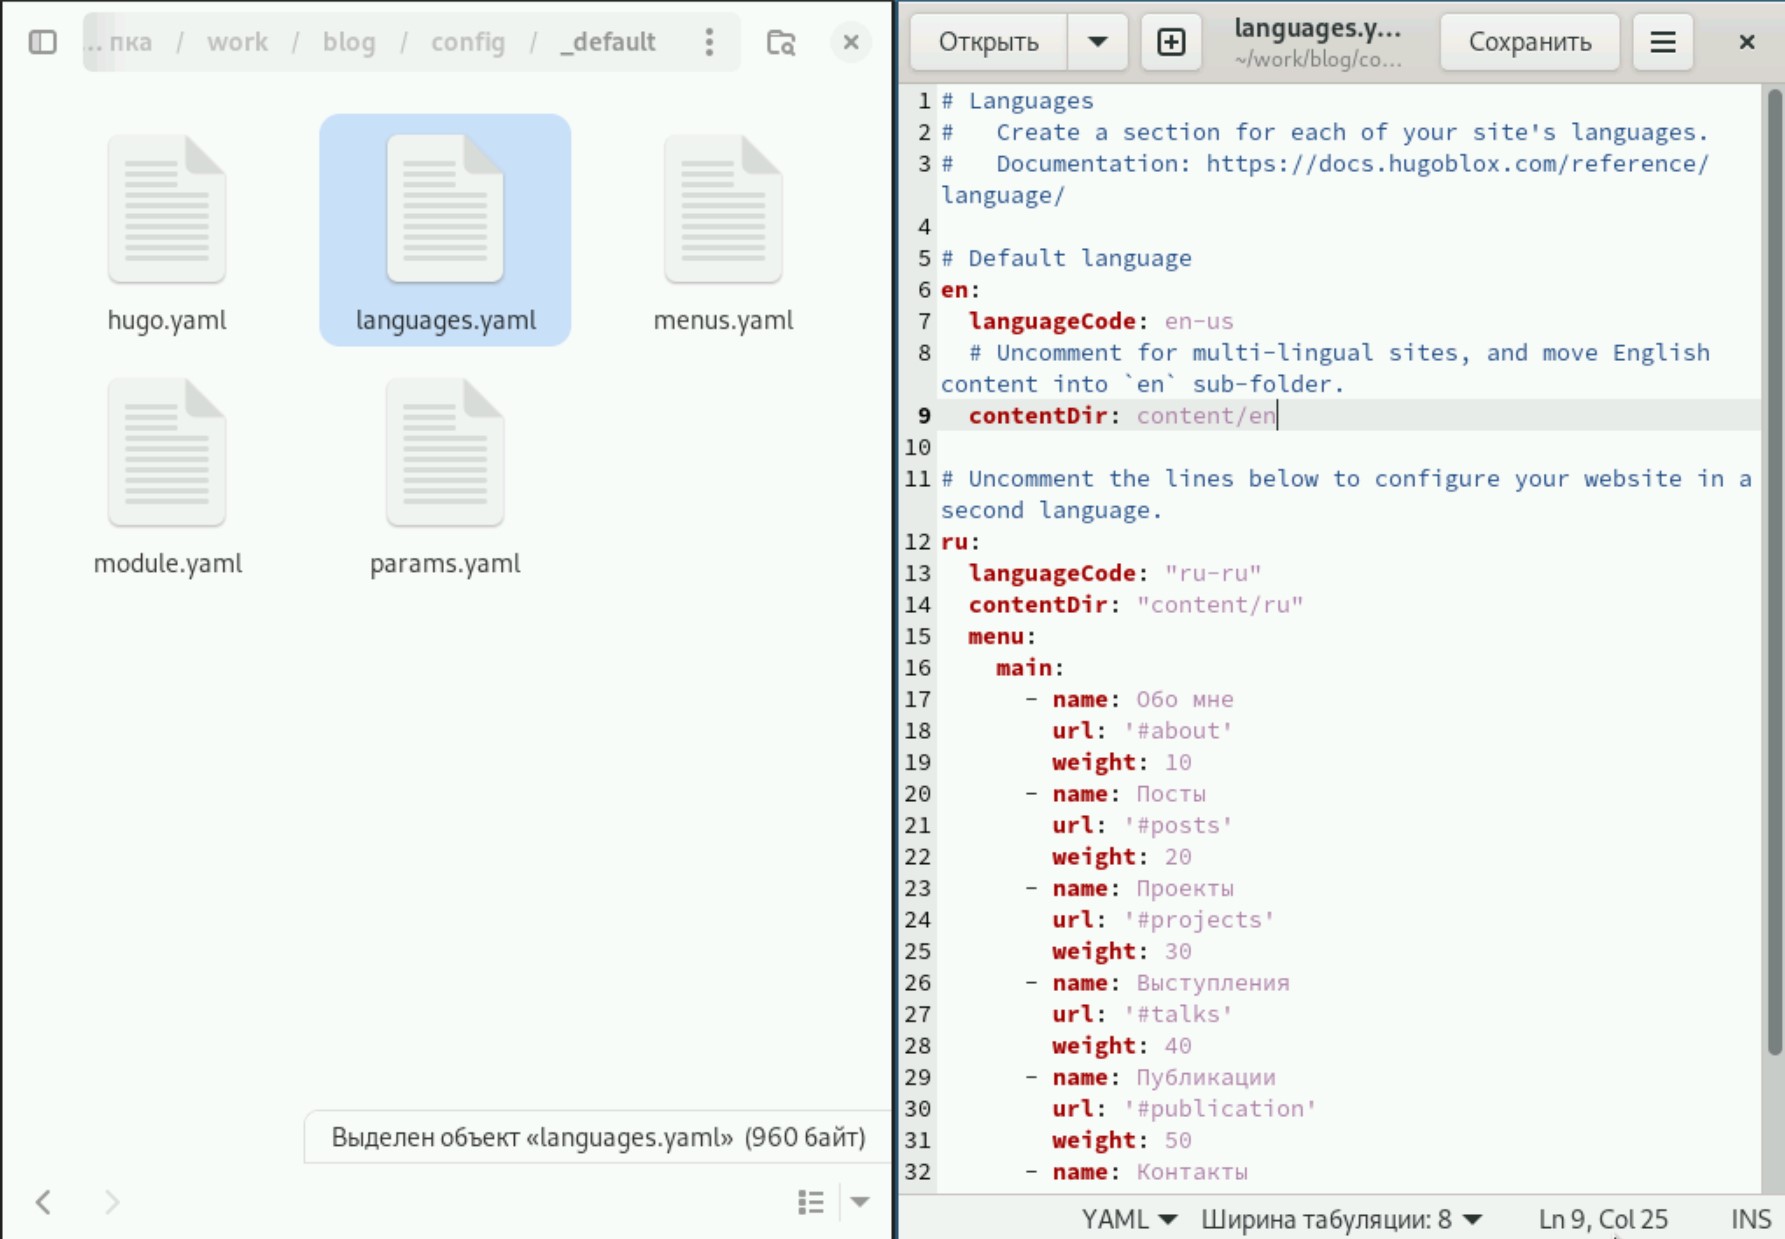 … пка / work / blog / config / _default
hugo.yaml
languages.yaml
menus.yaml
module.yaml
params.yaml
Выделен объект «languages.yaml» (960 байт)
Открыть
languages.y…
~/work/blog/co…
Сохранить
1 # Languages
2 #   Create a section for each of your site's languages.
3 #   Documentation: https://docs.hugoblox.com/reference/
language/
4
5 # Default language
6 en:
7   languageCode: en-us
8   # Uncomment for multi-lingual sites, and move English
content into `en` sub-folder.
9   contentDir: content/en
10
11 # Uncomment the lines below to configure your website in a
second language.
12 ru:
13   languageCode: "ru-ru"
14   contentDir: "content/ru"
15   menu:
16     main:
17       - name: Обо мне
18         url: '#about'
19         weight: 10
20       - name: Посты
21         url: '#posts'
22         weight: 20
23       - name: Проекты
24         url: '#projects'
25         weight: 30
26       - name: Выступления
27         url: '#talks'
28         weight: 40
29       - name: Публикации
30         url: '#publication'
31         weight: 50
32       - name: Контакты
YAML Ширина табуляции: 8 Ln 9, Col 25 INS